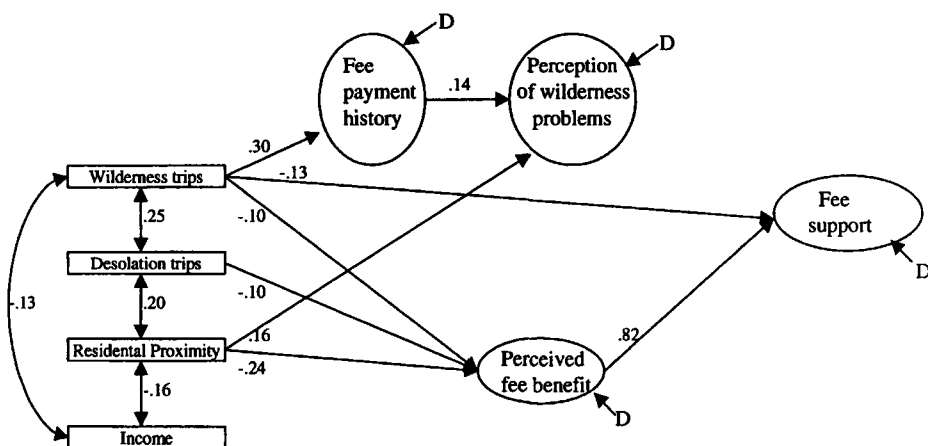 D
Fee
payment
history
.14
D
Perception
of wilderness
problems
.30
Wilderness trips
-.13
-.10
.25
Fee
support
D
Desolation trips
-.10
-.13
.20
.16
.82
Residental Proximity
-.24
Perceived
fee benefit
D
-.16
Income